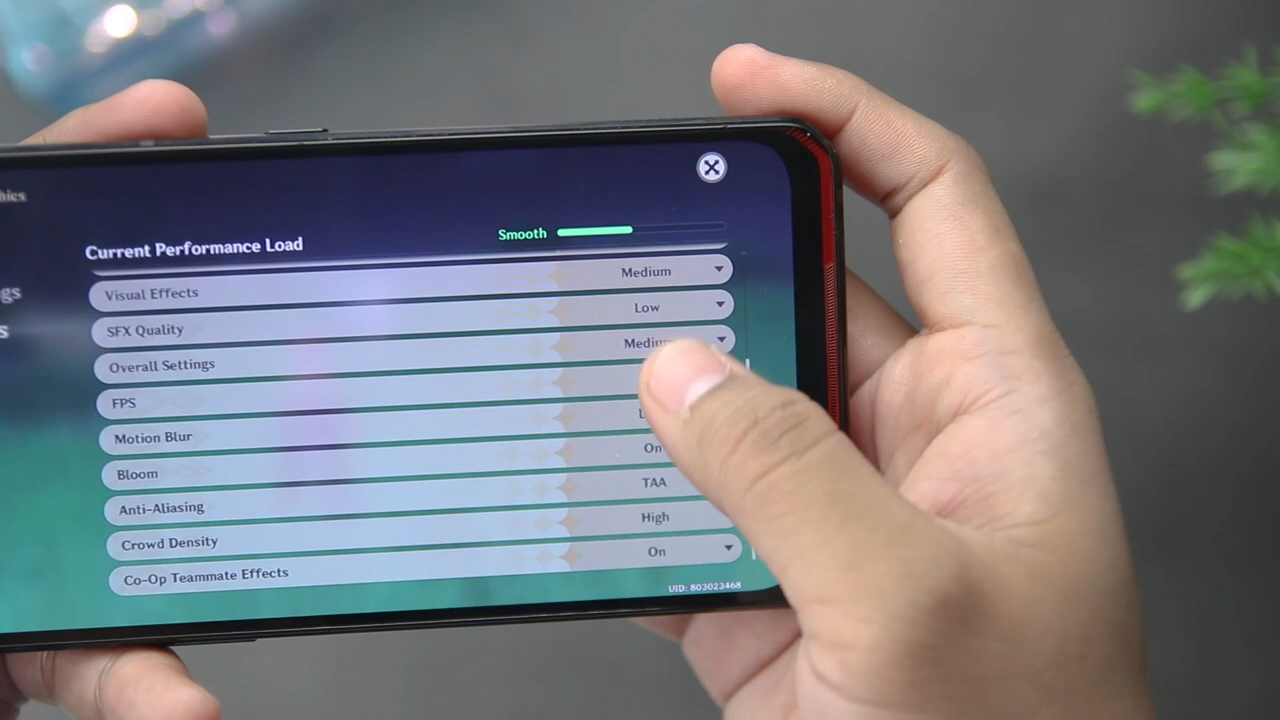 Current Performance Load Smooth
Visual Effects Medium
SFX Quality Low
Overall Settings
FPS
Motion Blur
Bloom On
Anti-Aliasing TAA
Crowd Density High
Co-Op Teammate Effects On
UID: 803023468